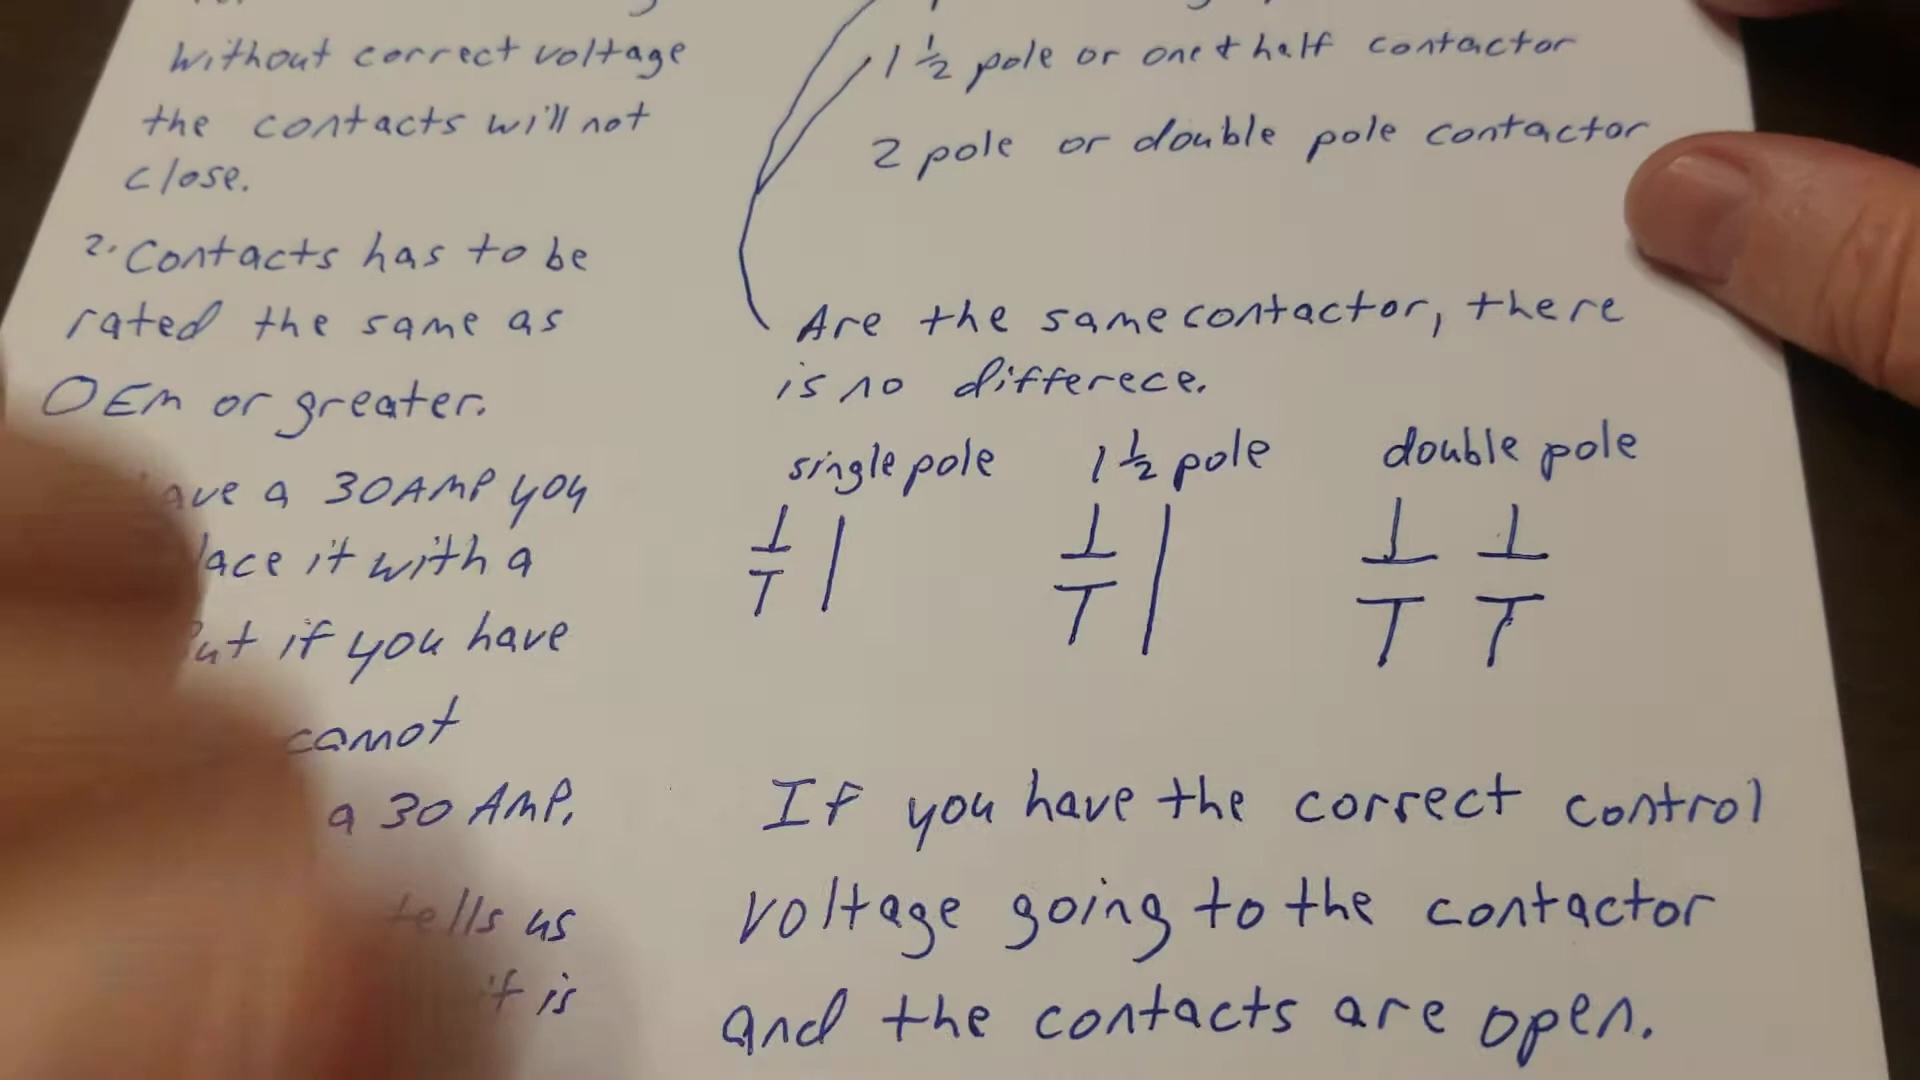 without correct voltage
the contacts will not
close.
2. Contacts has to be
rated the same as
OEM or greater.
a 30AMP you
it with a
if you have
cannot
a 30 AMP.
tells us
if is
1 1/2 pole or one & half contactor
2 pole or double pole contactor
Are the same contactor, there
is no differece.
single pole 1 1/2 pole double pole
If you have the correct control
voltage going to the contactor
and the contacts are open.